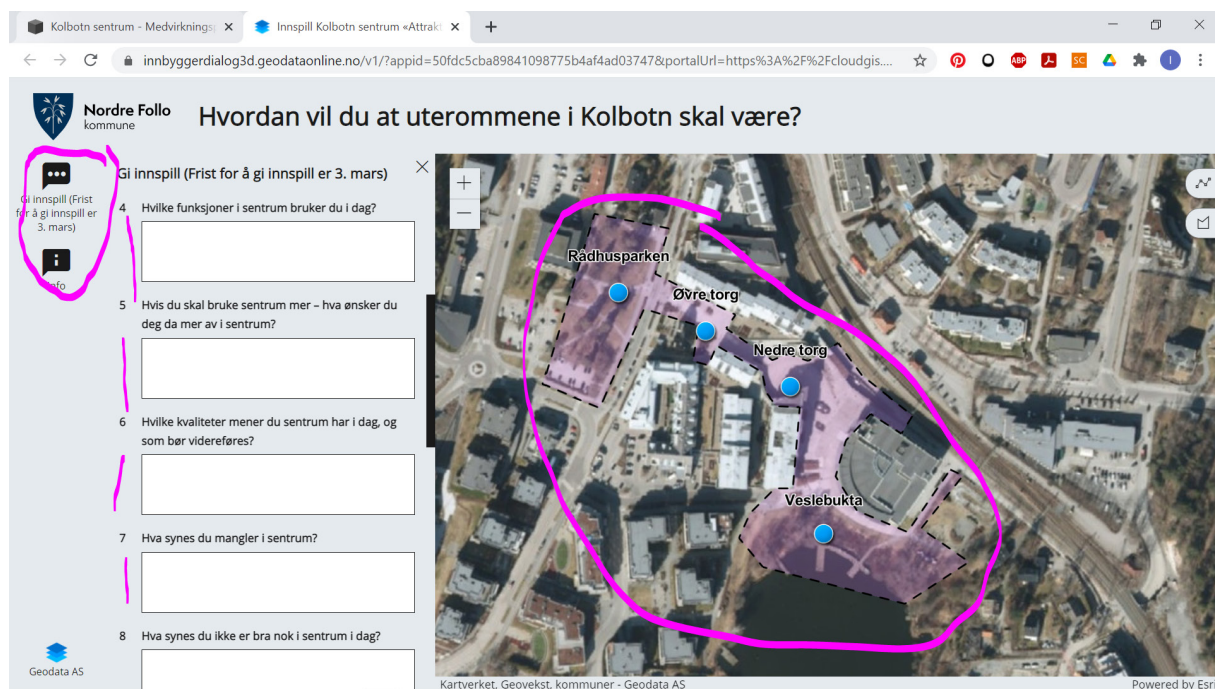 Kolbotn sentrum - Medvirknings
Innspill Kolbotn sentrum «Attrak
innbyggerdialog3d.geodataonline.no/v1/?appid=50fdc5cba89841098775b4af4ad03747&portalUrl=https%3A%2F%2Fcloudgis....
ABP
SC
I
Nordre Follo
kommune
Hvordan vil du at uterommene i Kolbotn skal være?
Gi innspill (Frist
for å gi innspill er
3. mars)
Info
Geodata AS
Gi innspill (Frist for å gi innspill er 3. mars)
4 Hvilke funksjoner i sentrum bruker du i dag?
5 Hvis du skal bruke sentrum mer – hva ønsker du
deg da mer av i sentrum?
6 Hvilke kvaliteter mener du sentrum har i dag, og
som bør videreføres?
7 Hva synes du mangler i sentrum?
8 Hva synes du ikke er bra nok i sentrum i dag?
Rådhusparken
Øvre torg
Nedre torg
Veslebukta
Kartverket, Geovekst, kommuner - Geodata AS
Powered by Esri